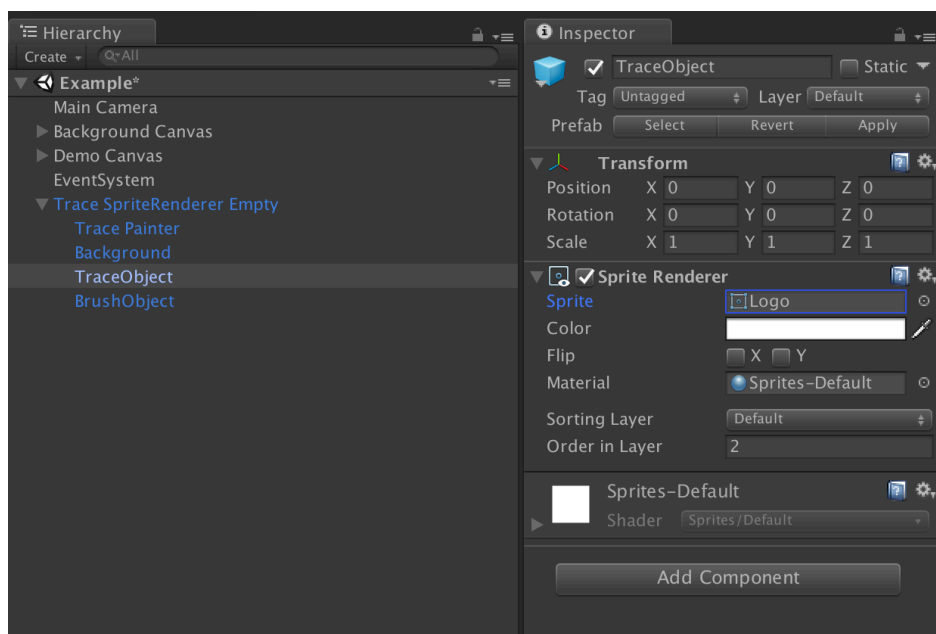 Hierarchy
Create All
Example*
Main Camera
Background Canvas
Demo Canvas
EventSystem
Trace SpriteRenderer Empty
Trace Painter
Background
TraceObject
BrushObject
Inspector
TraceObject Static
Tag Untagged Layer Default
Prefab Select Revert Apply
Transform
Position X 0 Y 0 Z 0
Rotation X 0 Y 0 Z 0
Scale X 1 Y 1 Z 1
Sprite Renderer
Sprite Logo
Color
Flip X Y
Material Sprites-Default
Sorting Layer Default
Order in Layer 2
Sprites-Default
Shader Sprites/Default
Add Component